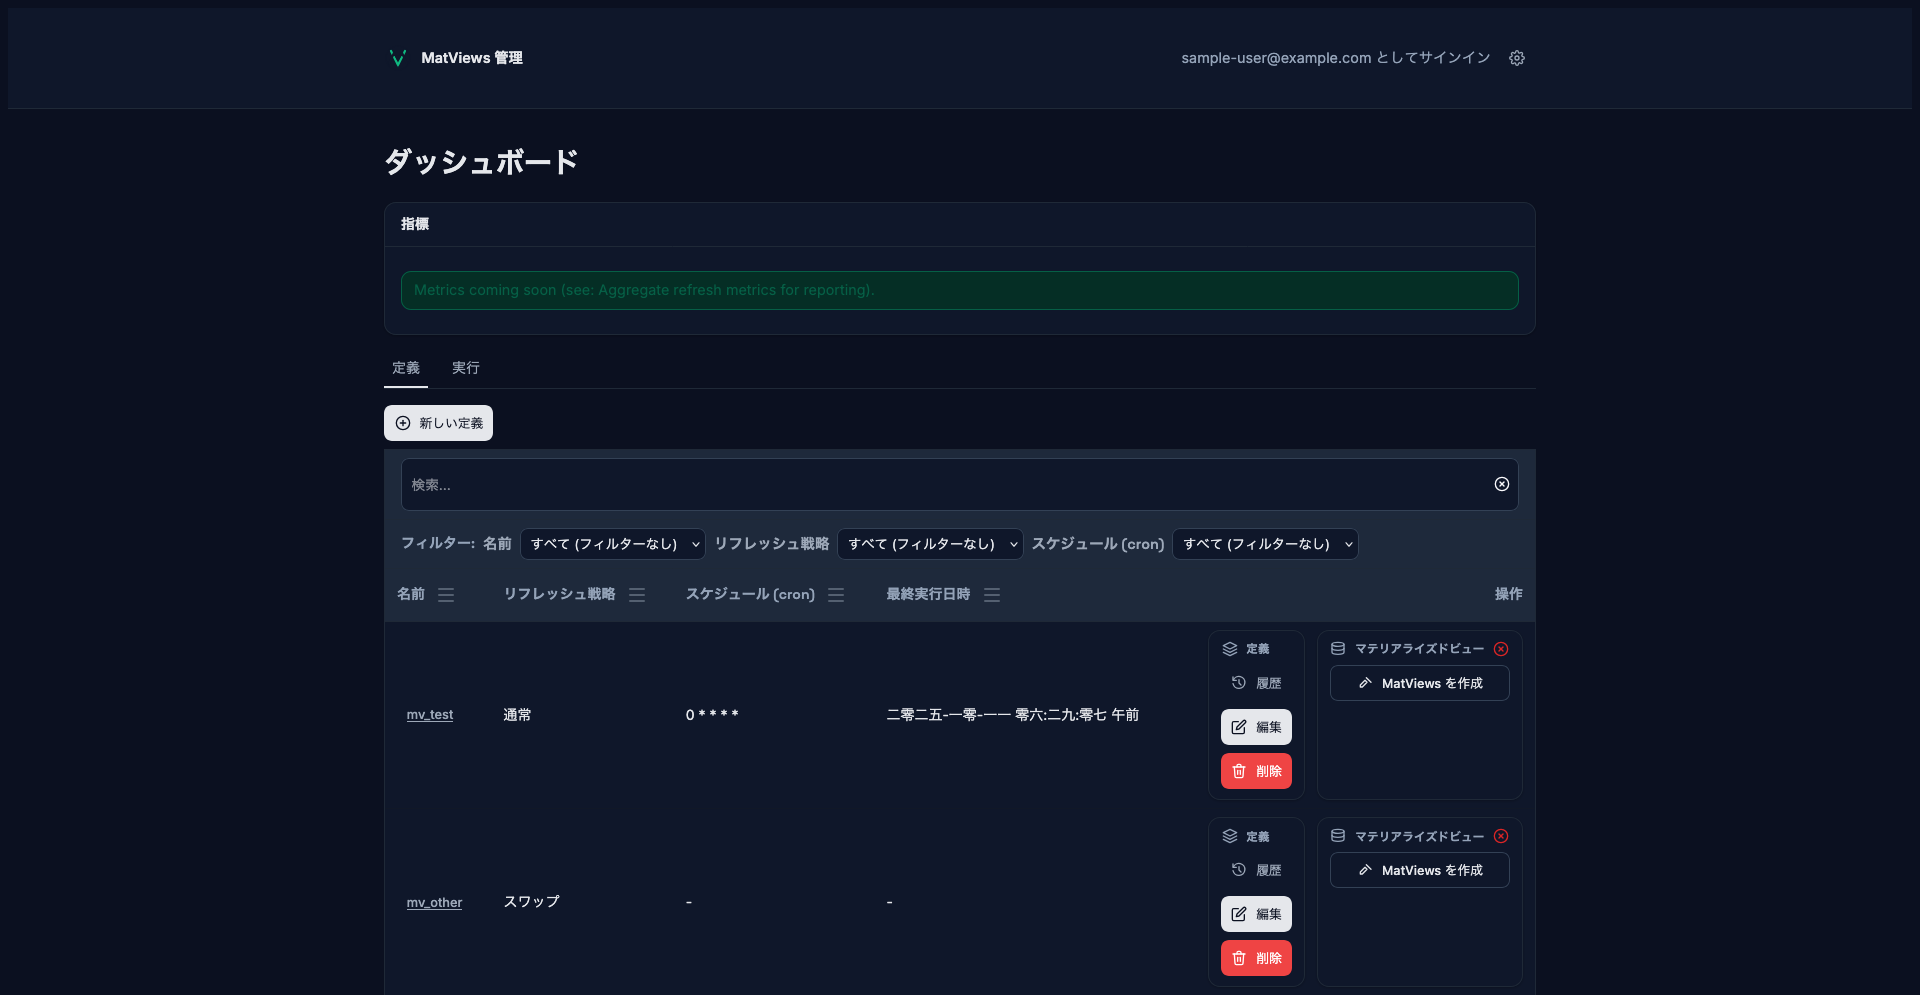 MatViews 管理
sample-user@example.com としてサインイン
ダッシュボード
指標
Metrics coming soon (see: Aggregate refresh metrics for reporting).
定義 実行
新しい定義
検索...
フィルター: 名前 すべて (フィルターなし) リフレッシュ戦略 すべて (フィルターなし) スケジュール (cron) すべて (フィルターなし)
名前 リフレッシュ戦略 スケジュール (cron) 最終実行日時 操作
定義 マテリアライズドビュー
履歴 MatViews を作成
mv_test 通常 0 * * * * 二零二五-一零-一一 零六:二九:零七 午前
編集
削除
定義 マテリアライズドビュー
履歴 MatViews を作成
mv_other スワップ - -
編集
削除